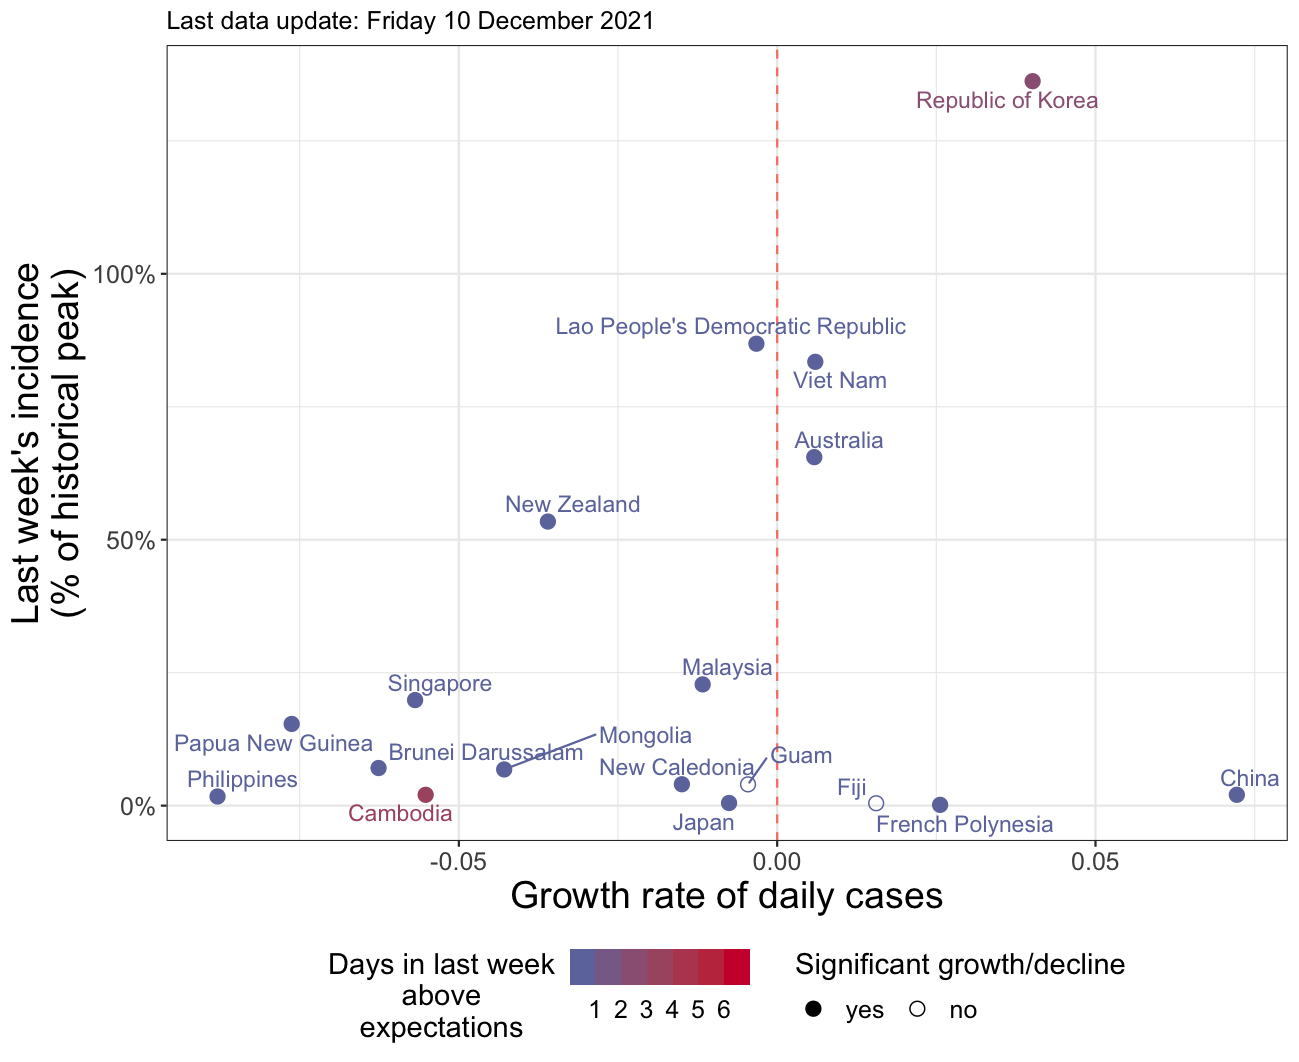 Last data update: Friday 10 December 2021
Republic of Korea
Last week's incidence
(% of historical peak)
100%
50%
0%
Lao People's Democratic Republic
Viet Nam
Australia
New Zealand
Malaysia
Singapore
Mongolia
Papua New Guinea
Brunei Darussalam
Guam
New Caledonia
Philippines
Fiji
China
Cambodia
Japan
French Polynesia
-0.05
0.00
0.05
Growth rate of daily cases
Days in last week
above
expectations
1 2 3 4 5 6
Significant growth/decline
yes
no